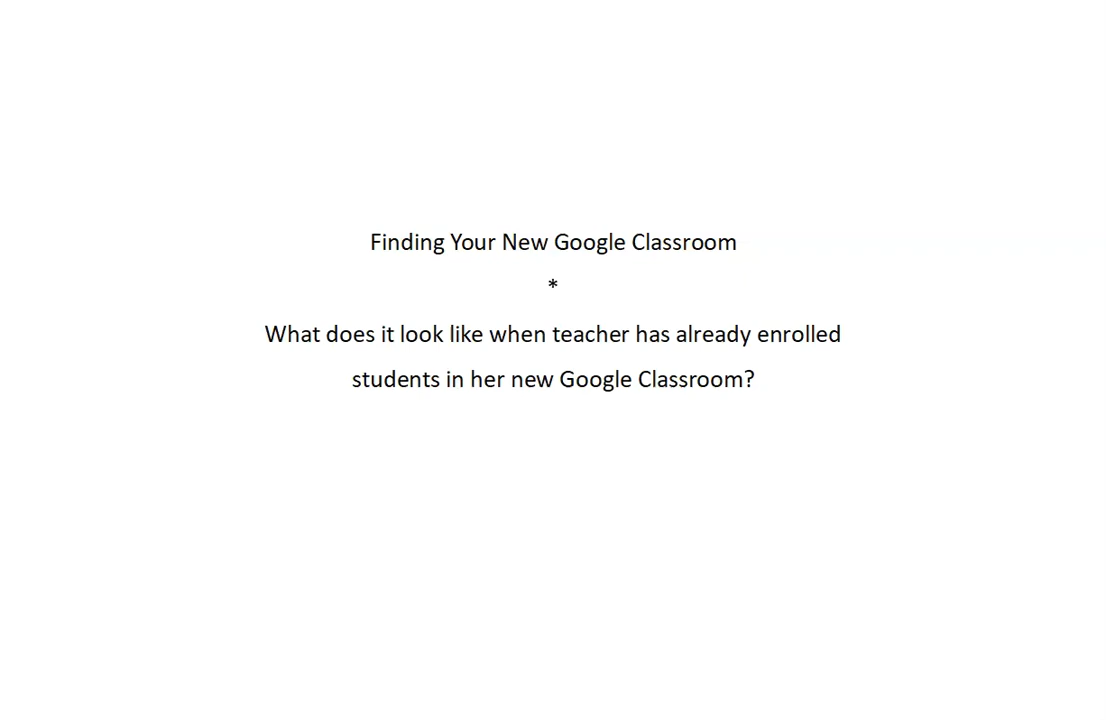 Finding Your New Google Classroom
*
What does it look like when teacher has already enrolled
students in her new Google Classroom?